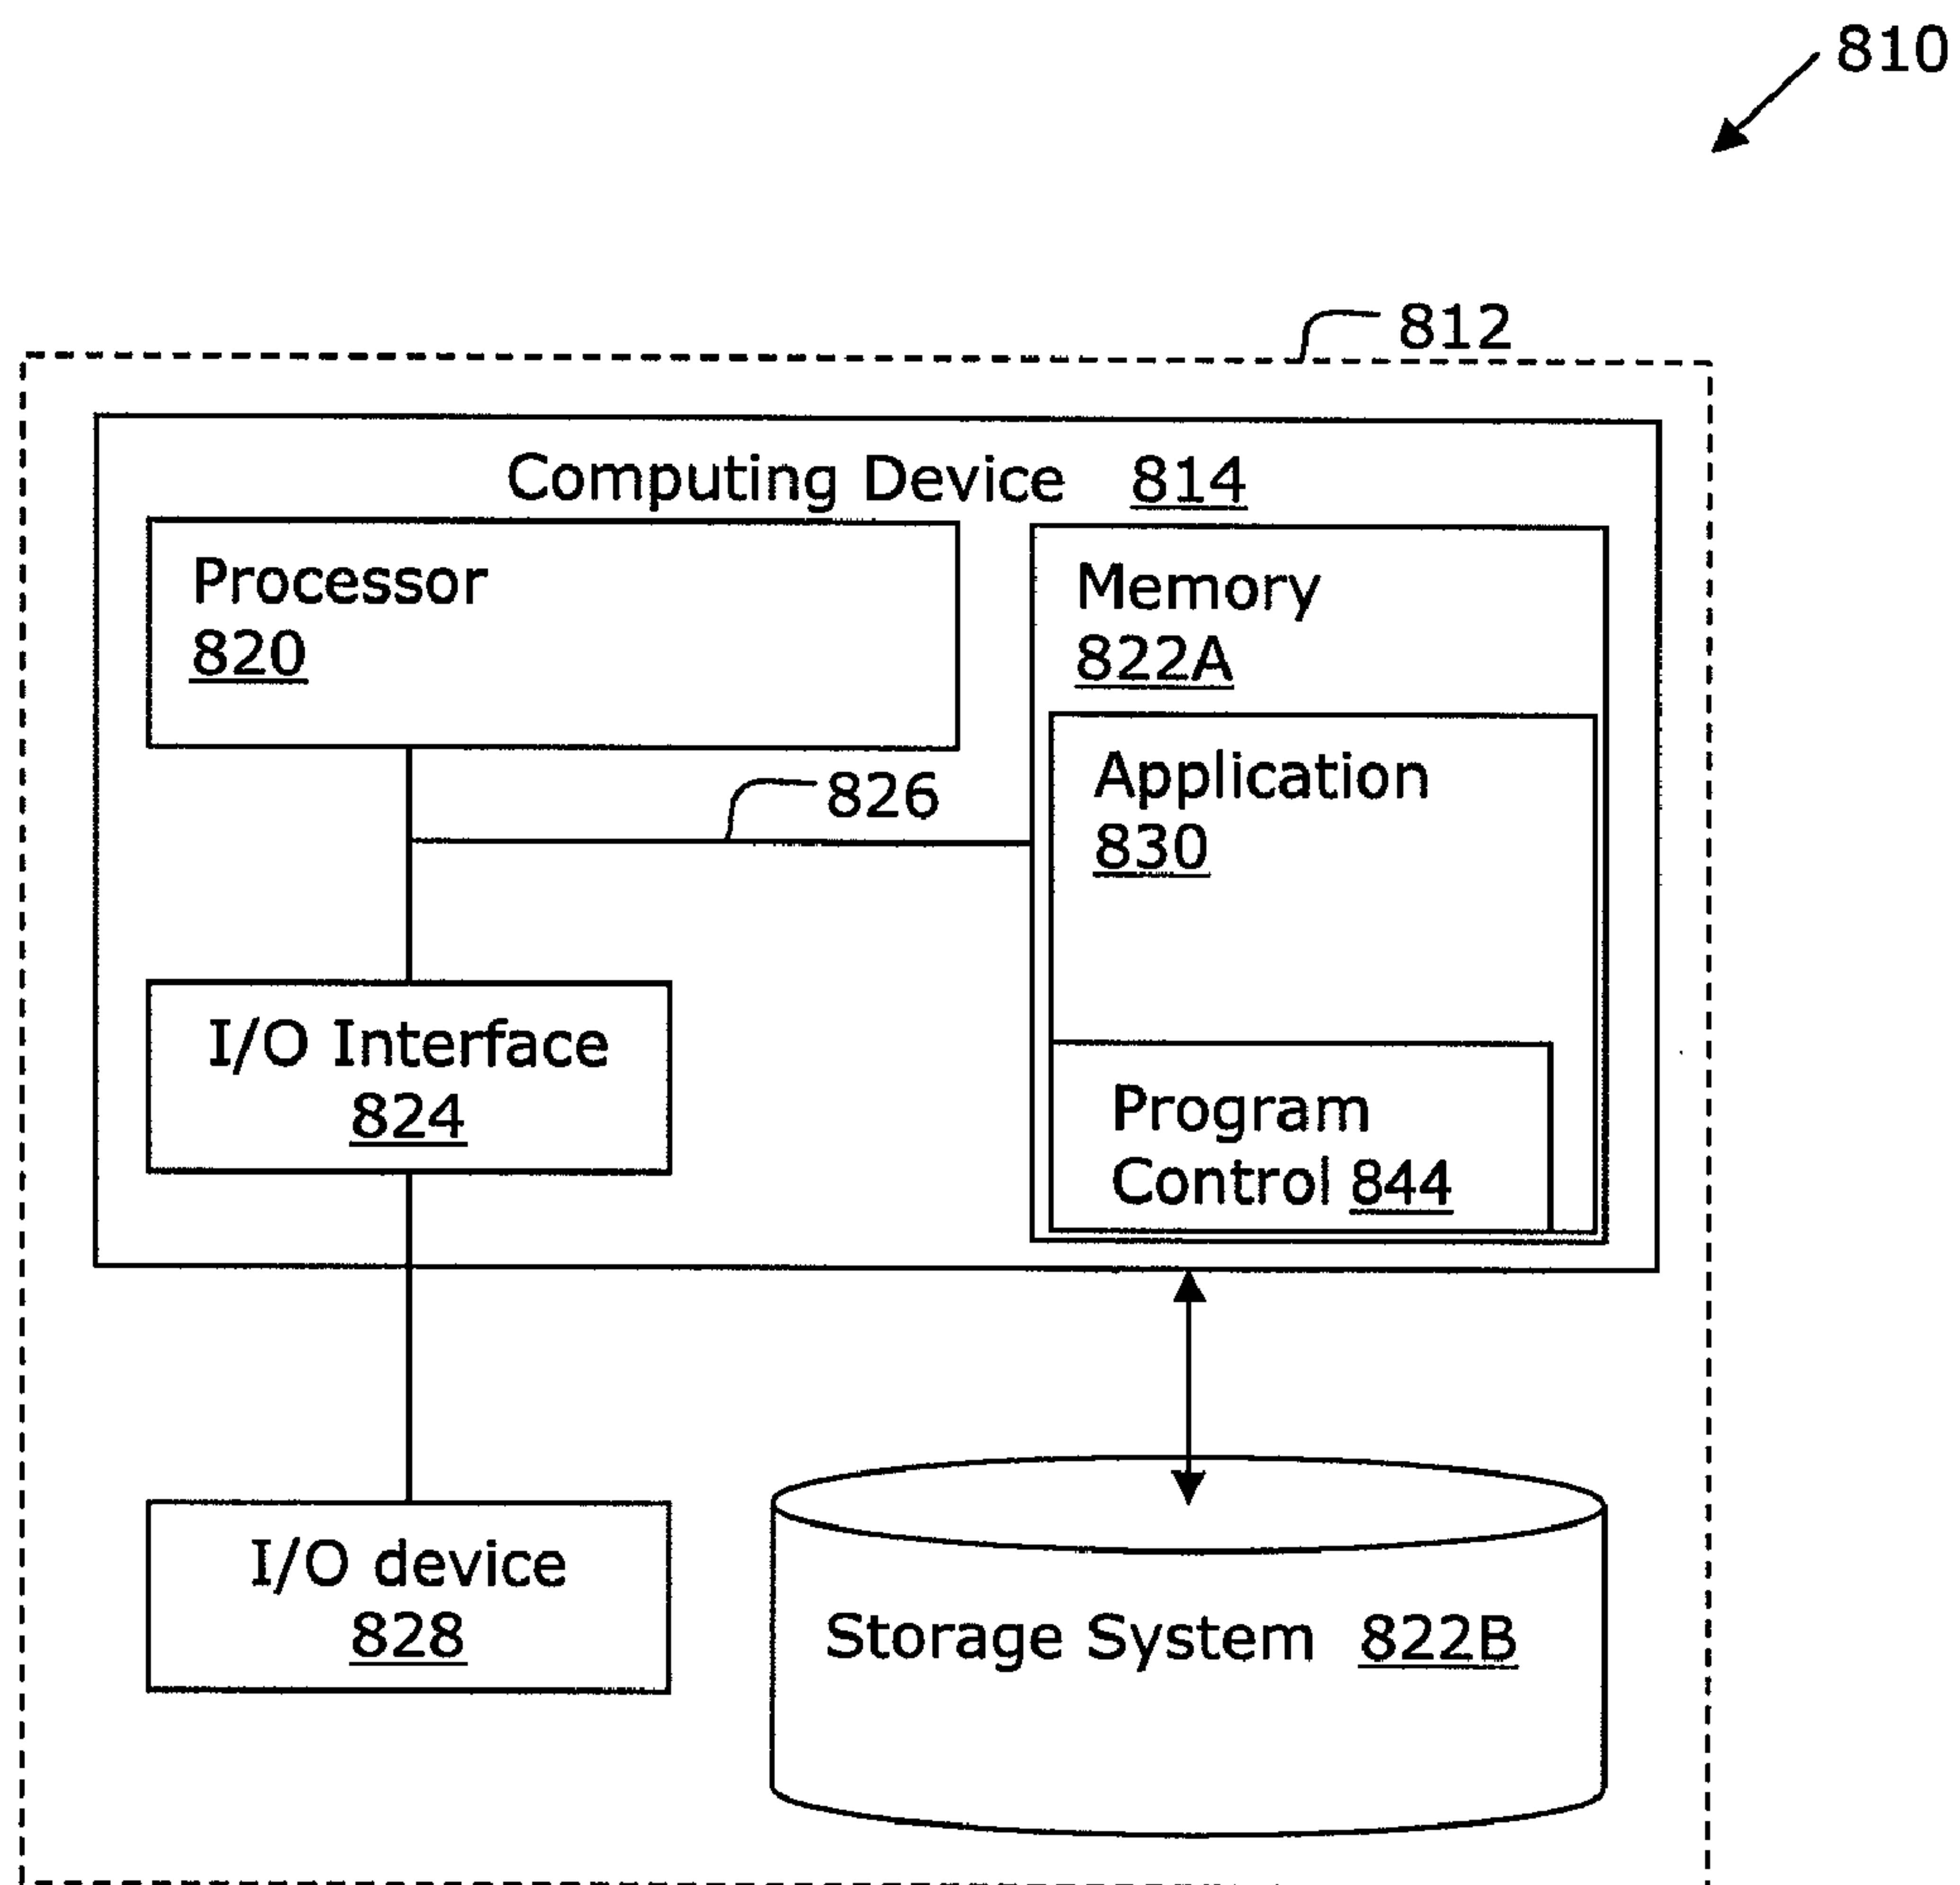 810
812
Computing Device 814
Processor
820
Memory
822A
Application
830
826
I/O Interface
824
Program
Control 844
I/O device
828
Storage System 822B